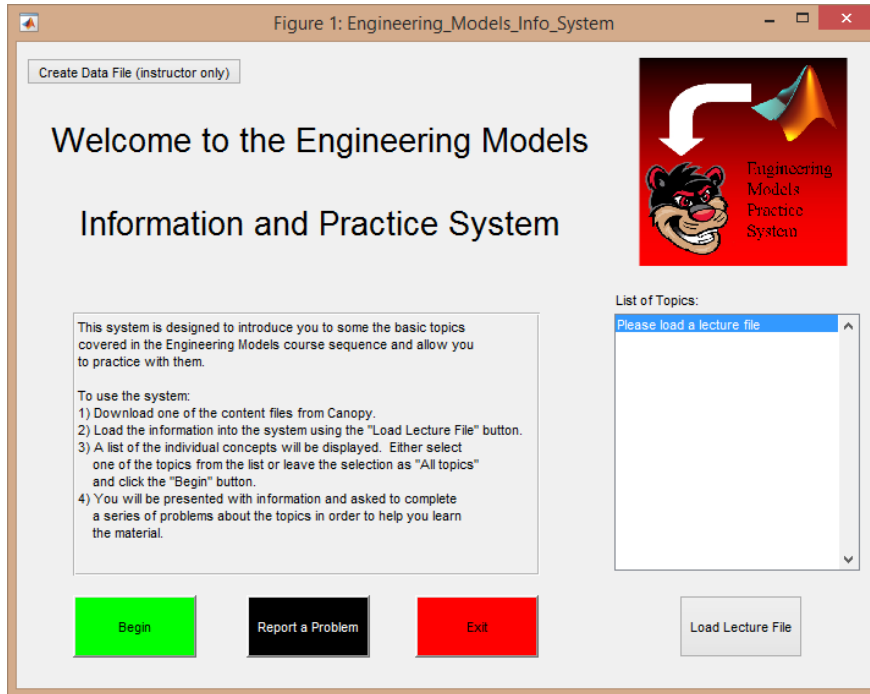 Figure 1: Engineering_Models_Info_System
Create Data File (instructor only)
Welcome to the Engineering Models
Information and Practice System
Engineering
Models
Practice
System
List of Topics:
Please load a lecture file
This system is designed to introduce you to some the basic topics
covered in the Engineering Models course sequence and allow you
to practice with them.
To use the system:
1) Download one of the content files from Canopy.
2) Load the information into the system using the "Load Lecture File" button.
3) A list of the individual concepts will be displayed. Either select
one of the topics from the list or leave the selection as "All topics"
and click the "Begin" button.
4) You will be presented with information and asked to complete
a series of problems about the topics in order to help you learn
the material.
Begin
Report a Problem
Exit
Load Lecture File